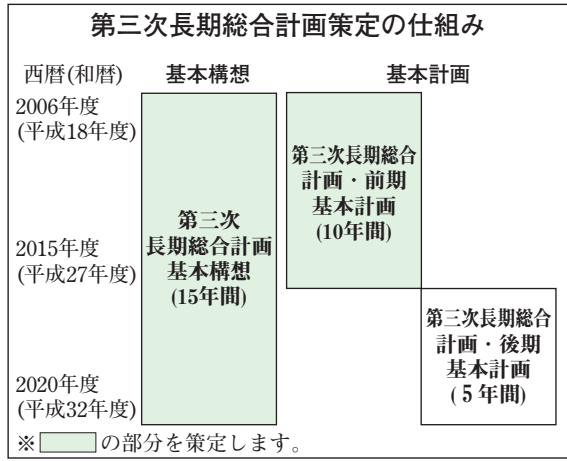 第三次長期総合計画策定の仕組み
西暦(和暦)
基本構想
基本計画
2006年度
(平成18年度)
2015年度
(平成27年度)
2020年度
(平成32年度)
第三次
長期総合計画
基本構想
(15年間)
第三次長期総合
計画・前期
基本計画
(10年間)
第三次長期総合
計画・後期
基本計画
(５年間)
※ の部分を策定します。